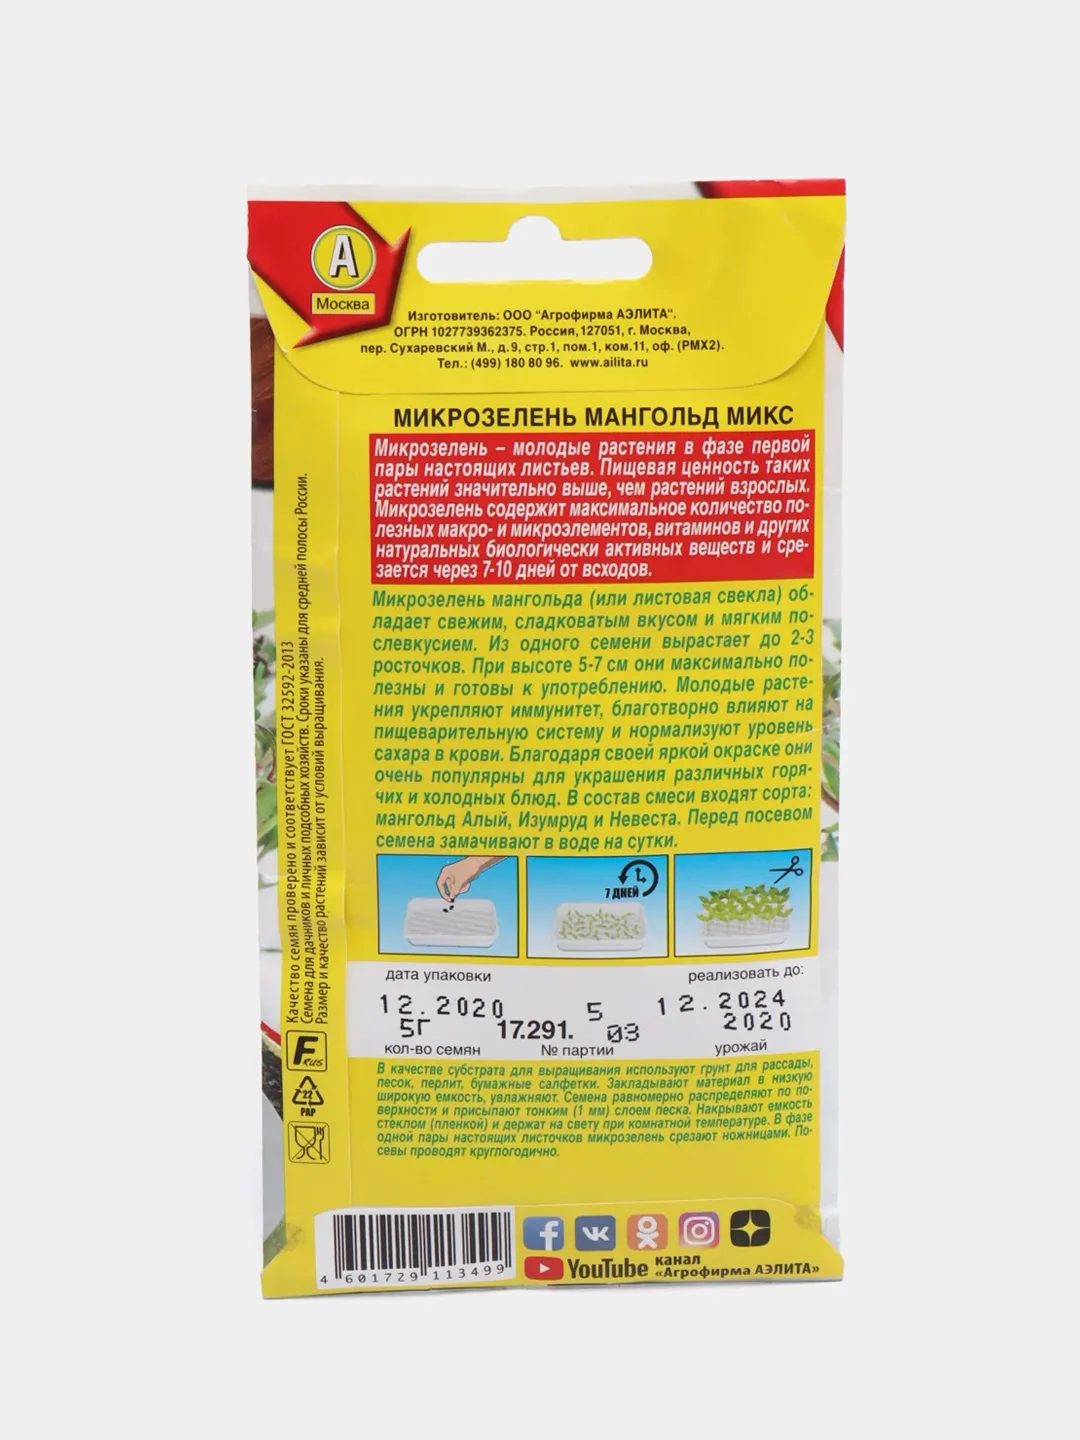 А
Москва
Изготовитель: ООО "Агрофирма АЭЛИТА".
ОГРН 1027739362375. Россия,127051, г. Москва,
пер. Сухаревский М., д.9, стр.1, пом.1, ком.11, оф. (РМХ2).
Тел.: (499) 180 80 96. www.ailita.ru
МИКРОЗЕЛЕНЬ МАНГОЛЬД МИКС
Микрозелень – молодые растения в фазе первой
пары настоящих листьев. Пищевая ценность таких
растений значительно выше, чем растений взрослых.
Микрозелень содержит максимальное количество по-
лезных макро- и микроэлементов, витаминов и других
натуральных биологически активных веществ и сре-
зается через 7-10 дней от всходов.
Микрозелень мангольда (или листовая свекла) об-
ладает свежим, сладковатым вкусом и мягким по-
слевкусием. Из одного семени вырастает до 2-3
росточков. При высоте 5-7 см они максимально по-
лезны и готовы к употреблению. Молодые расте-
ния укрепляют иммунитет, благотворно влияют на
пищеварительную систему и нормализуют уровень
сахара в крови. Благодаря своей яркой окраске они
очень популярны для украшения различных горя-
чих и холодных блюд. В состав смеси входят сорта:
мангольд Алый, Изумруд и Невеста. Перед посевом
семена замачивают в воде на сутки.
7 ДНЕЙ
дата упаковки
реализовать до:
12.2020
5
12.2024
5Г
17.291.
03
2020
кол-во семян
№ партии
урожай
В качестве субстрата для выращивания используют грунт для рассады,
песок, перлит, бумажные салфетки. Закладывают материал в низкую
широкую емкость, увлажняют. Семена равномерно распределяют по по-
верхности и присыпают тонким (1 мм) слоем песка. Накрывают емкость
стеклом (пленкой) и держат на свету при комнатной температуре. В фазе
одной пары настоящих листочков микрозелень срезают ножницами. По-
севы проводят круглогодично.
Качество семян проверено и соответствует ГОСТ 32592-2013
Семена для дачников и личных подсобных хозяйств. Сроки указаны для средней полосы России.
Размер и качество растений зависит от условий выращивания.
F RUS
22
PAP
4 601729 113499
YouTube канал
«Агрофирма АЭЛИТА»